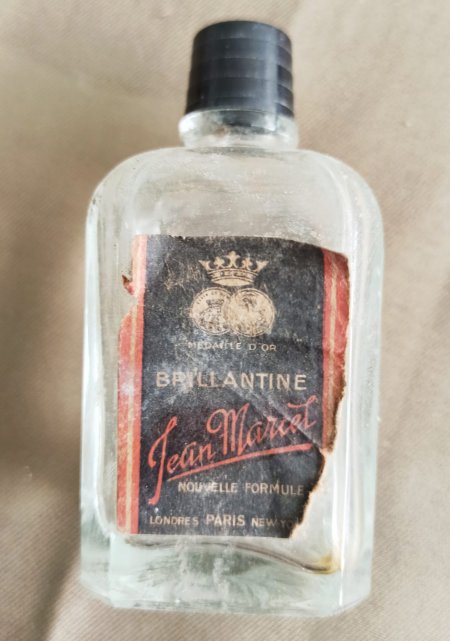 MEDAILLE D'OR
BRILLANTINE
Jean Marcel
NOUVELLE FORMULE
LONDRES PARIS NEW-YO